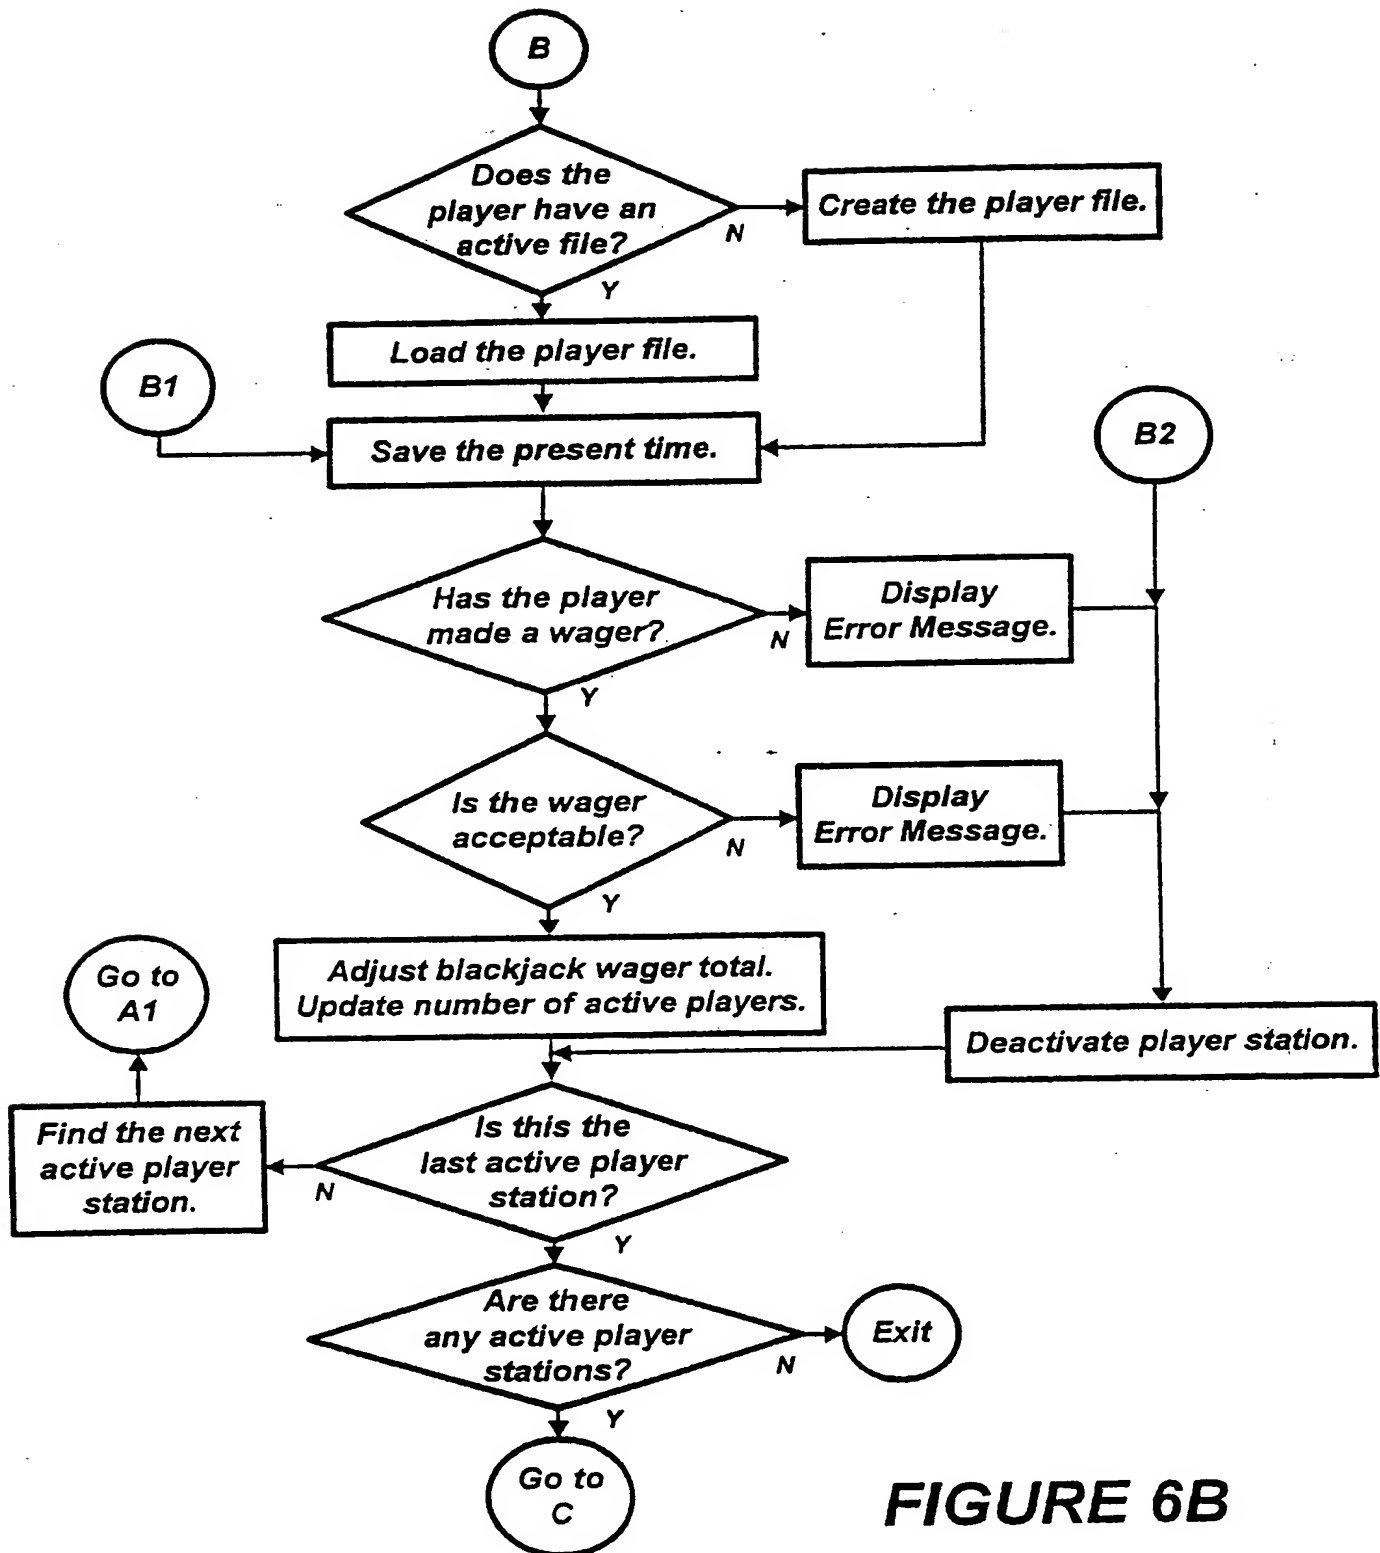 B
Does the
player have an
active file?
N
Create the player file.
Y
Load the player file.
B1
Save the present time.
B2
Has the player
made a wager?
N
Display
Error Message.
Y
Is the wager
acceptable?
N
Display
Error Message.
Y
Go to
A1
Adjust blackjack wager total.
Update number of active players.
Deactivate player station.
Find the next
active player
station.
N
Is this the
last active player
station?
Y
Are there
any active player
stations?
N
Exit
Y
Go to
C
FIGURE 6B